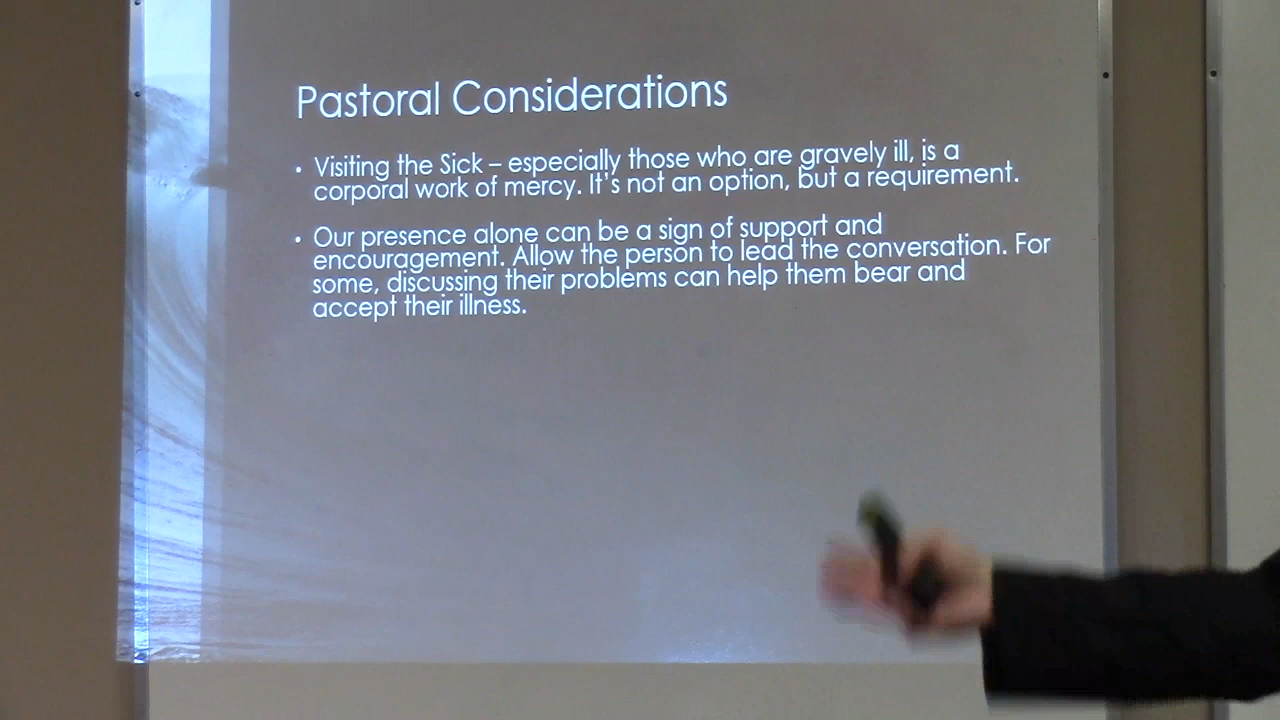 Pastoral Considerations
• Visiting the Sick – especially those who are gravely ill, is a
corporal work of mercy. It's not an option, but a requirement.
• Our presence alone can be a sign of support and
encouragement. Allow the person to lead the conversation. For
some, discussing their problems can help them bear and
accept their illness.